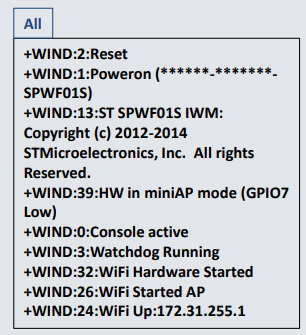 All
+WIND:2:Reset
+WIND:1:Poweron (******-*******-
SPWF01S)
+WIND:13:ST SPWF01S IWM:
Copyright (c) 2012-2014
STMicroelectronics, Inc.  All rights
Reserved.
+WIND:39:HW in miniAP mode (GPIO7
Low)
+WIND:0:Console active
+WIND:3:Watchdog Running
+WIND:32:WiFi Hardware Started
+WIND:26:WiFi Started AP
+WIND:24:WiFi Up:172.31.255.1